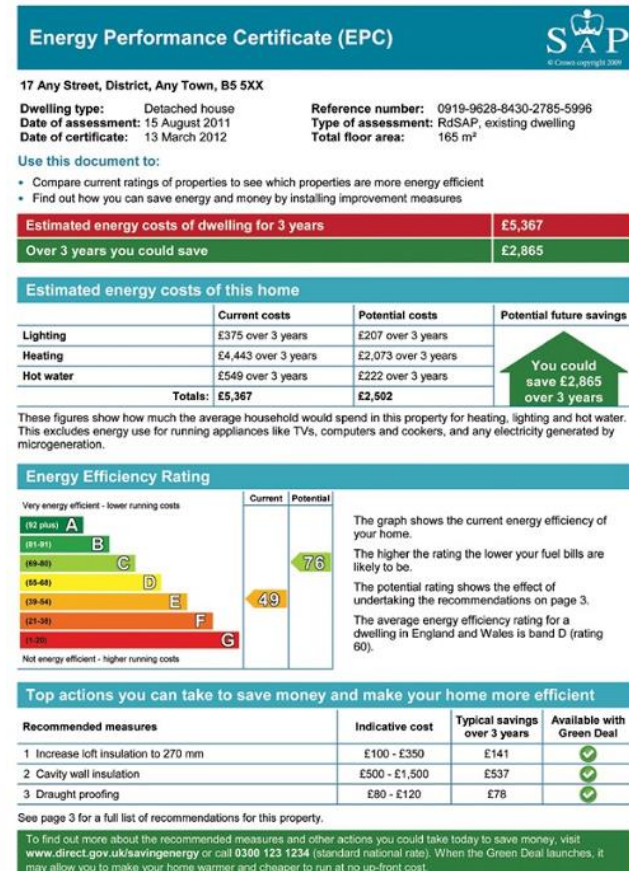 Energy Performance Certificate (EPC)
SAP
© Crown copyright 2009
17 Any Street, District, Any Town, B5 5XX
Dwelling type: Detached house
Date of assessment: 15 August 2011
Date of certificate: 13 March 2012
Reference number: 0919-9628-8430-2785-5996
Type of assessment: RdSAP, existing dwelling
Total floor area: 165 m²
Use this document to:
• Compare current ratings of properties to see which properties are more energy efficient
• Find out how you can save energy and money by installing improvement measures
Estimated energy costs of dwelling for 3 years £5,367
Over 3 years you could save £2,865
Estimated energy costs of this home
Current costs Potential costs Potential future savings
Lighting £375 over 3 years £207 over 3 years
Heating £4,443 over 3 years £2,073 over 3 years
Hot water £549 over 3 years £222 over 3 years
Totals: £5,367 £2,502
You could
save £2,865
over 3 years
These figures show how much the average household would spend in this property for heating, lighting and hot water.
This excludes energy use for running appliances like TVs, computers and cookers, and any electricity generated by
microgeneration.
Energy Efficiency Rating
Current Potential
Very energy efficient - lower running costs
(92 plus) A
(81-91) B
(69-80) C
(55-68) D
(39-54) E
(21-38) F
(1-20) G
Not energy efficient - higher running costs
49
76
The graph shows the current energy efficiency of
your home.
The higher the rating the lower your fuel bills are
likely to be.
The potential rating shows the effect of
undertaking the recommendations on page 3.
The average energy efficiency rating for a
dwelling in England and Wales is band D (rating
60).
Top actions you can take to save money and make your home more efficient
Recommended measures Indicative cost Typical savings over 3 years Available with Green Deal
1 Increase loft insulation to 270 mm £100 - £350 £141
2 Cavity wall insulation £500 - £1,500 £537
3 Draught proofing £80 - £120 £78
See page 3 for a full list of recommendations for this property.
To find out more about the recommended measures and other actions you could take today to save money, visit
www.direct.gov.uk/savingenergy or call 0300 123 1234 (standard national rate). When the Green Deal launches, it
may allow you to make your home warmer and cheaper to run at no up-front cost.